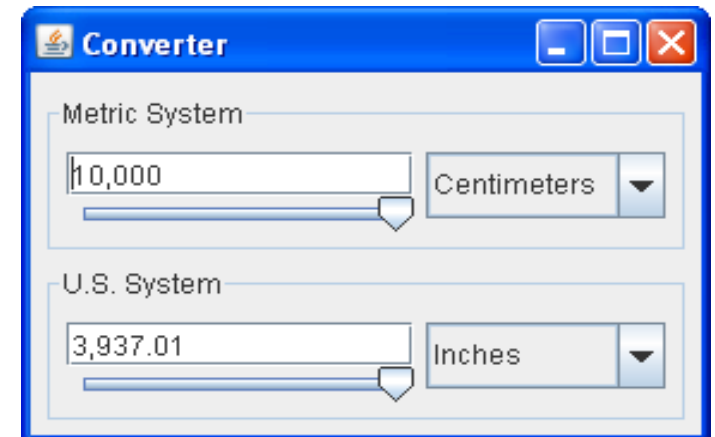 Converter
Metric System
10,000
Centimeters
U.S. System
3,937.01
Inches